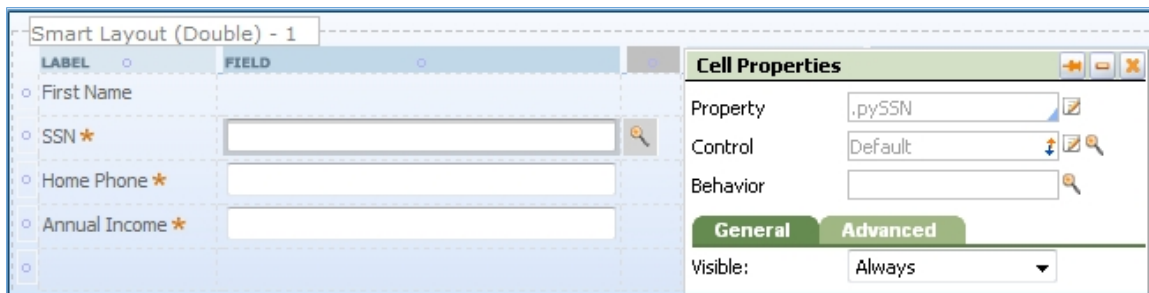 Smart Layout (Double) - 1
LABEL FIELD
First Name
SSN *
Home Phone *
Annual Income *
Cell Properties
Property .pySSN
Control Default
Behavior
General Advanced
Visible: Always